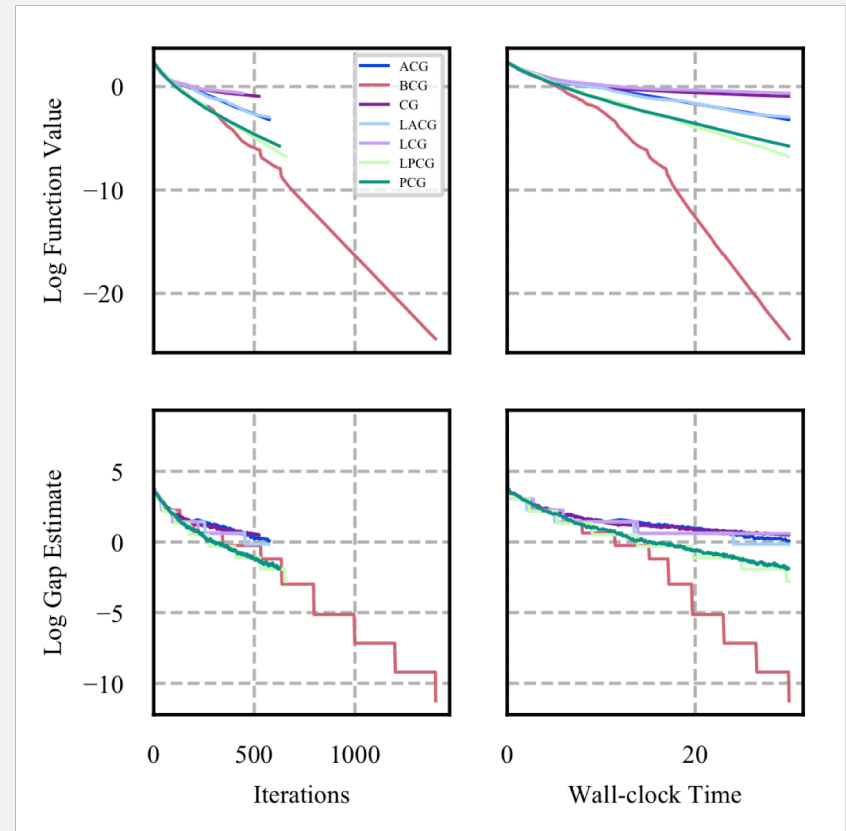 Log Function Value
0
−10
−20
ACG
BCG
CG
LACG
LCG
LPCG
PCG
Log Gap Estimate
5
0
−5
−10
0 500 1000
Iterations
0 20
Wall-clock Time